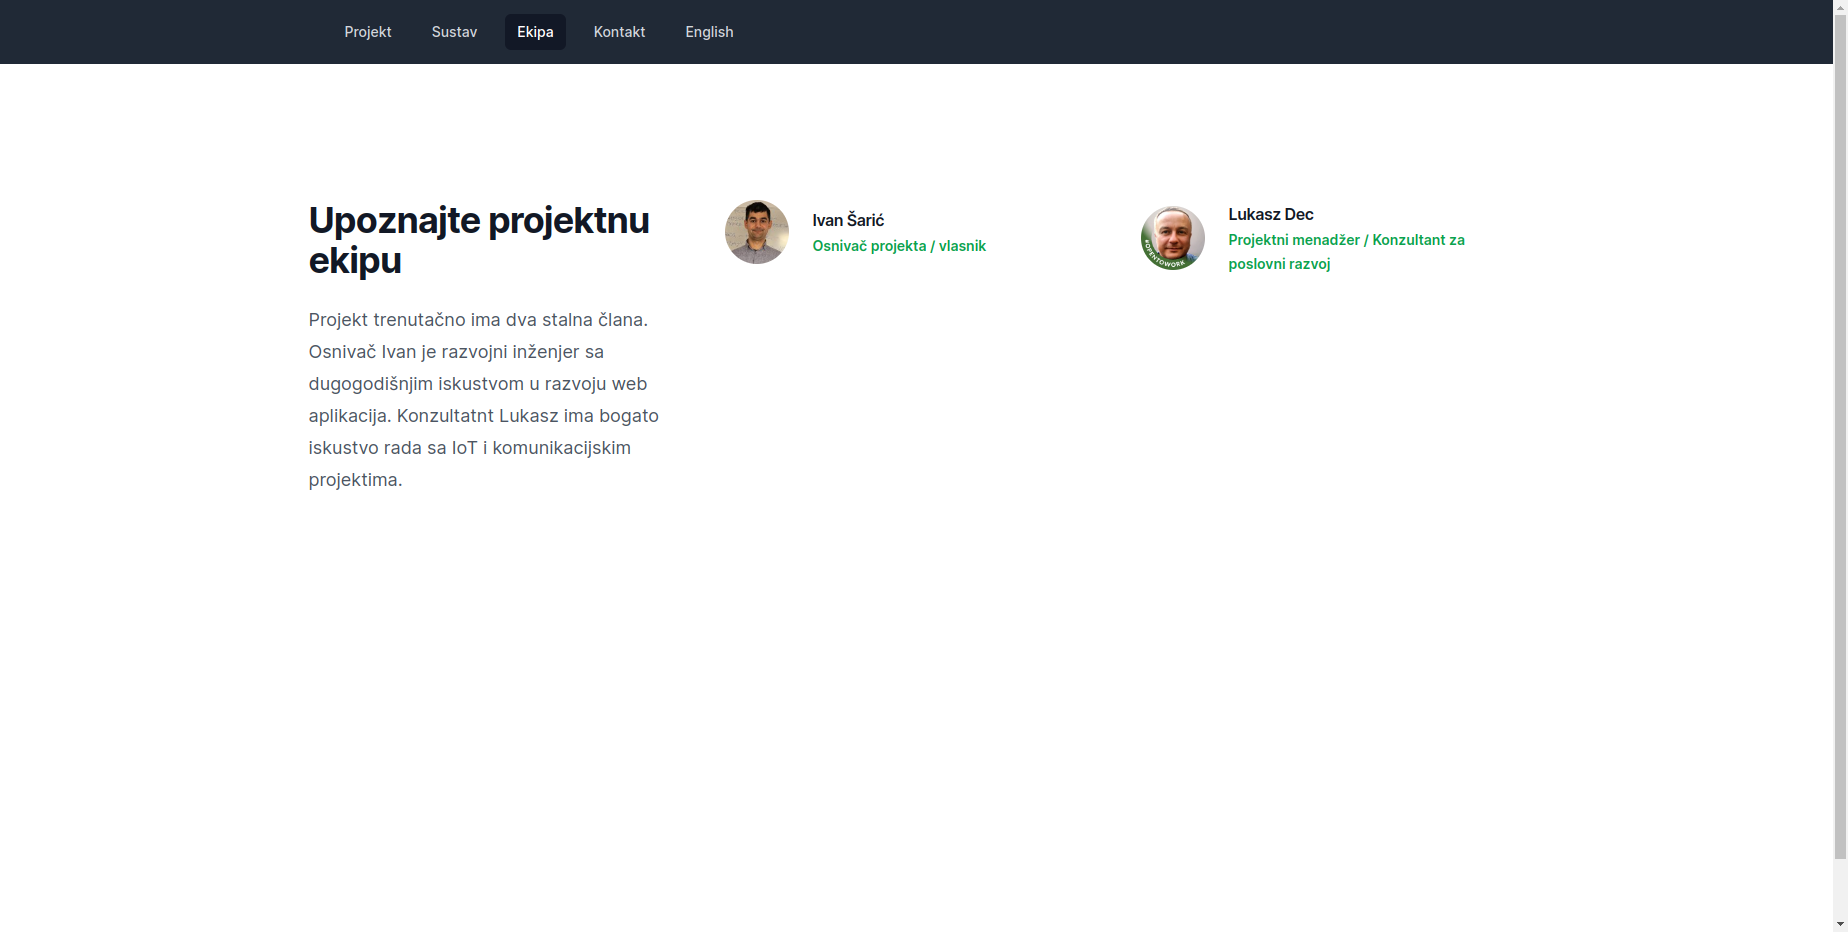 Projekt Sustav Ekipa Kontakt English
Upoznajte projektnu
ekipu
Projekt trenutačno ima dva stalna člana.
Osnivač Ivan je razvojni inženjer sa
dugogodišnjim iskustvom u razvoju web
aplikacija. Konzultatnt Lukasz ima bogato
iskustvo rada sa IoT i komunikacijskim
projektima.
Ivan Šarić
Osnivač projekta / vlasnik
#OPENTOWORK
Lukasz Dec
Projektni menadžer / Konzultant za
poslovni razvoj